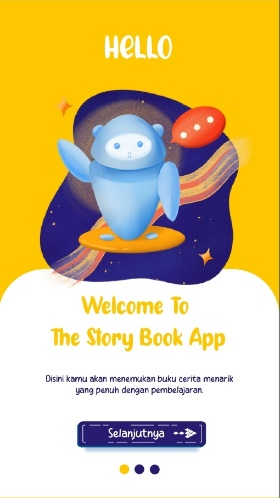 HELLO
Welcome To
The Story Book App
Disini kamu akan menemukan buku cerita menarik
yang penuh dengan pembelajaran.
Selanjutnya